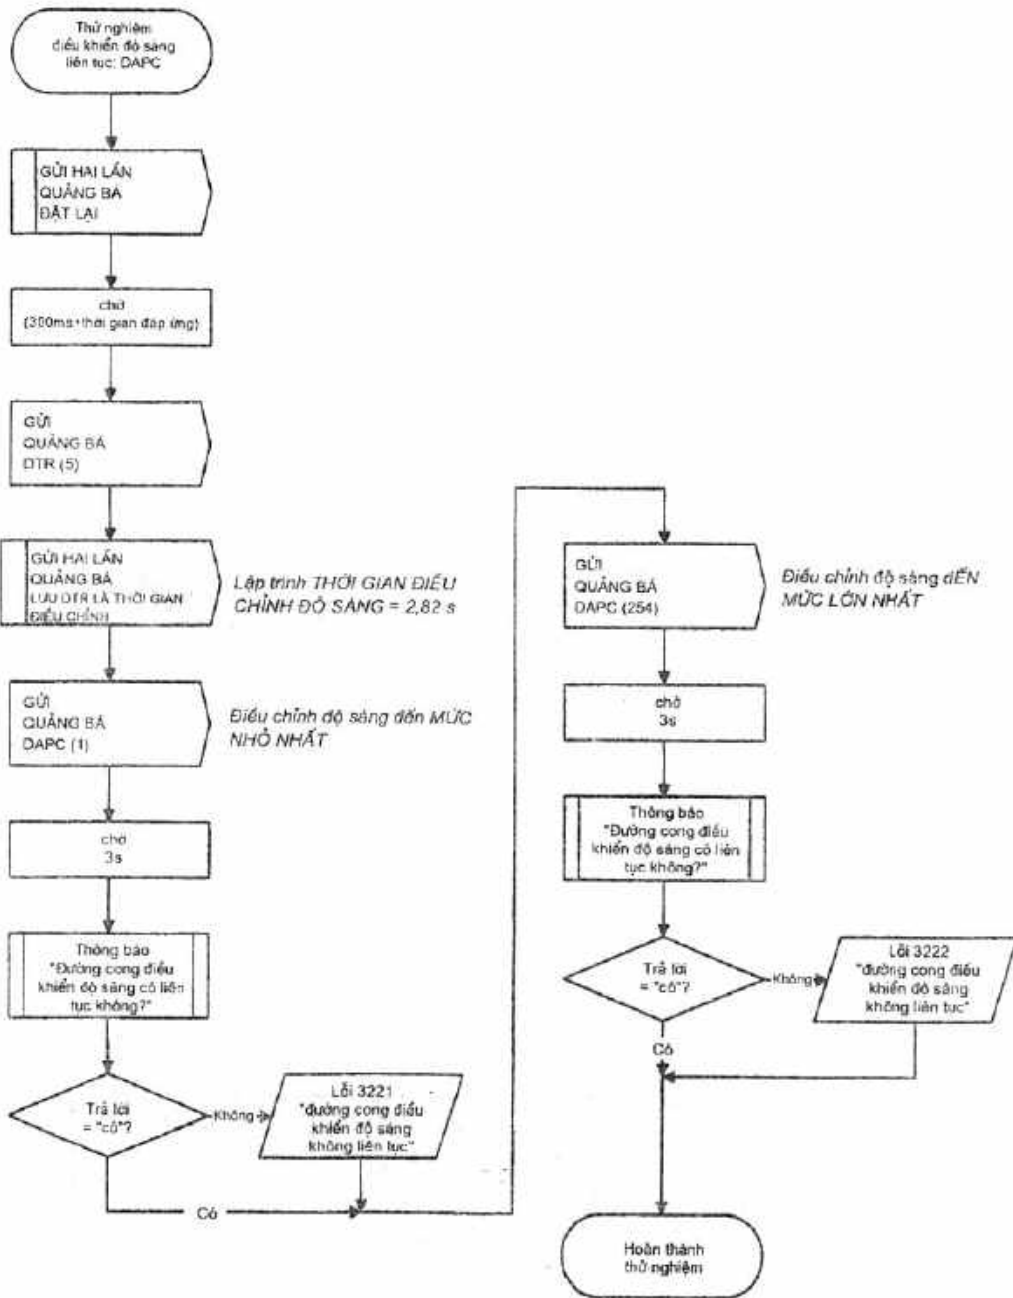 Thử nghiệm
điều khiển độ sáng
liên tục: DAPC
GỬI HAI LẦN
QUẢNG BÁ
ĐẶT LẠI
chờ
(300ms+thời gian đáp ứng)
GỬI
QUẢNG BÁ
DTR (5)
GỬI HAI LẦN
QUẢNG BÁ
LƯU DTR LÀ THỜI GIAN
ĐIỀU CHỈNH
Lập trình THỜI GIAN ĐIỀU
CHỈNH ĐỘ SÁNG = 2,82 s
GỬI
QUẢNG BÁ
DAPC (1)
Điều chỉnh độ sáng đến MỨC
NHỎ NHẤT
chờ
3s
Thông báo
"Đường cong điều
khiển độ sáng có liên
tục không?"
Trả lời
= "có"?
Không
Lỗi 3221
"đường cong điều
khiển độ sáng
không liên tục"
Có
GỬI
QUẢNG BÁ
DAPC (254)
Điều chỉnh độ sáng đẾN
MỨC LỚN NHẤT
chờ
3s
Thông báo
"Đường cong điều
khiển độ sáng có liên
tục không?"
Trả lời
= "có"?
Không
Lỗi 3222
"đường cong điều
khiển độ sáng
không liên tục"
Có
Hoàn thành
thử nghiệm